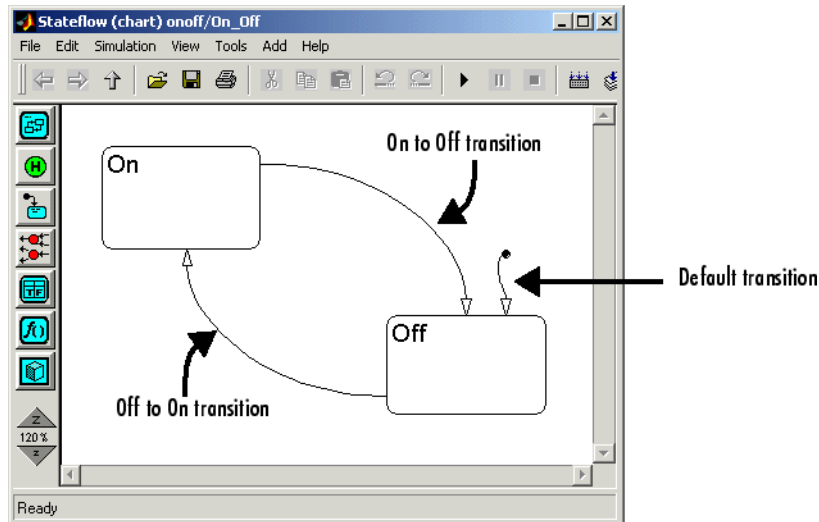 Stateflow (chart) onoff/On_Off
File Edit Simulation View Tools Add Help
On to Off transition
On
H
Default transition
TF
f()
Off
Off to On transition
Z
120%
Z
Ready